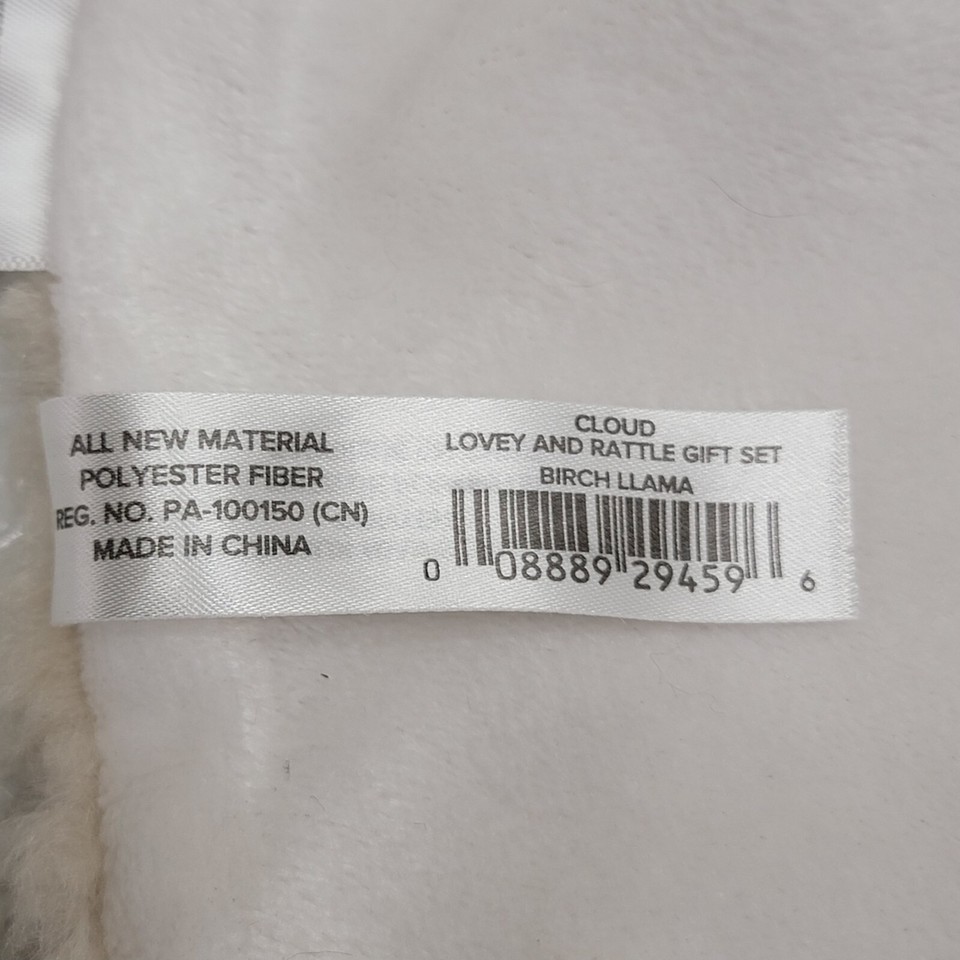 ALL NEW MATERIAL
POLYESTER FIBER
REG. NO. PA-100150 (CN)
MADE IN CHINA
CLOUD
LOVEY AND RATTLE GIFT SET
BIRCH LLAMA
0 08889 29459 6